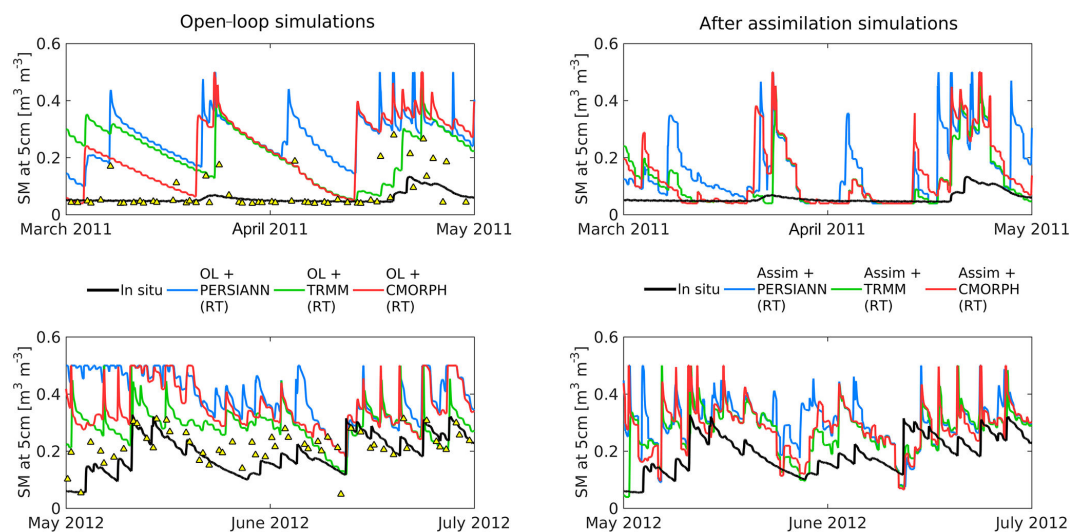 Open-loop simulations
After assimilation simulations
SM at 5cm [m³ m⁻³]
0.6
0.4
0.2
0
March 2011
April 2011
May 2011
SM at 5cm [m³ m⁻³]
0.6
0.4
0.2
0
March 2011
April 2011
May 2011
In situ
OL +
PERSIANN
(RT)
OL +
TRMM
(RT)
OL +
CMORPH
(RT)
In situ
Assim +
PERSIANN
(RT)
Assim +
TRMM
(RT)
Assim +
CMORPH
(RT)
SM at 5cm [m³ m⁻³]
0.6
0.4
0.2
0
May 2012
June 2012
July 2012
SM at 5cm [m³ m⁻³]
0.6
0.4
0.2
0
May 2012
June 2012
July 2012